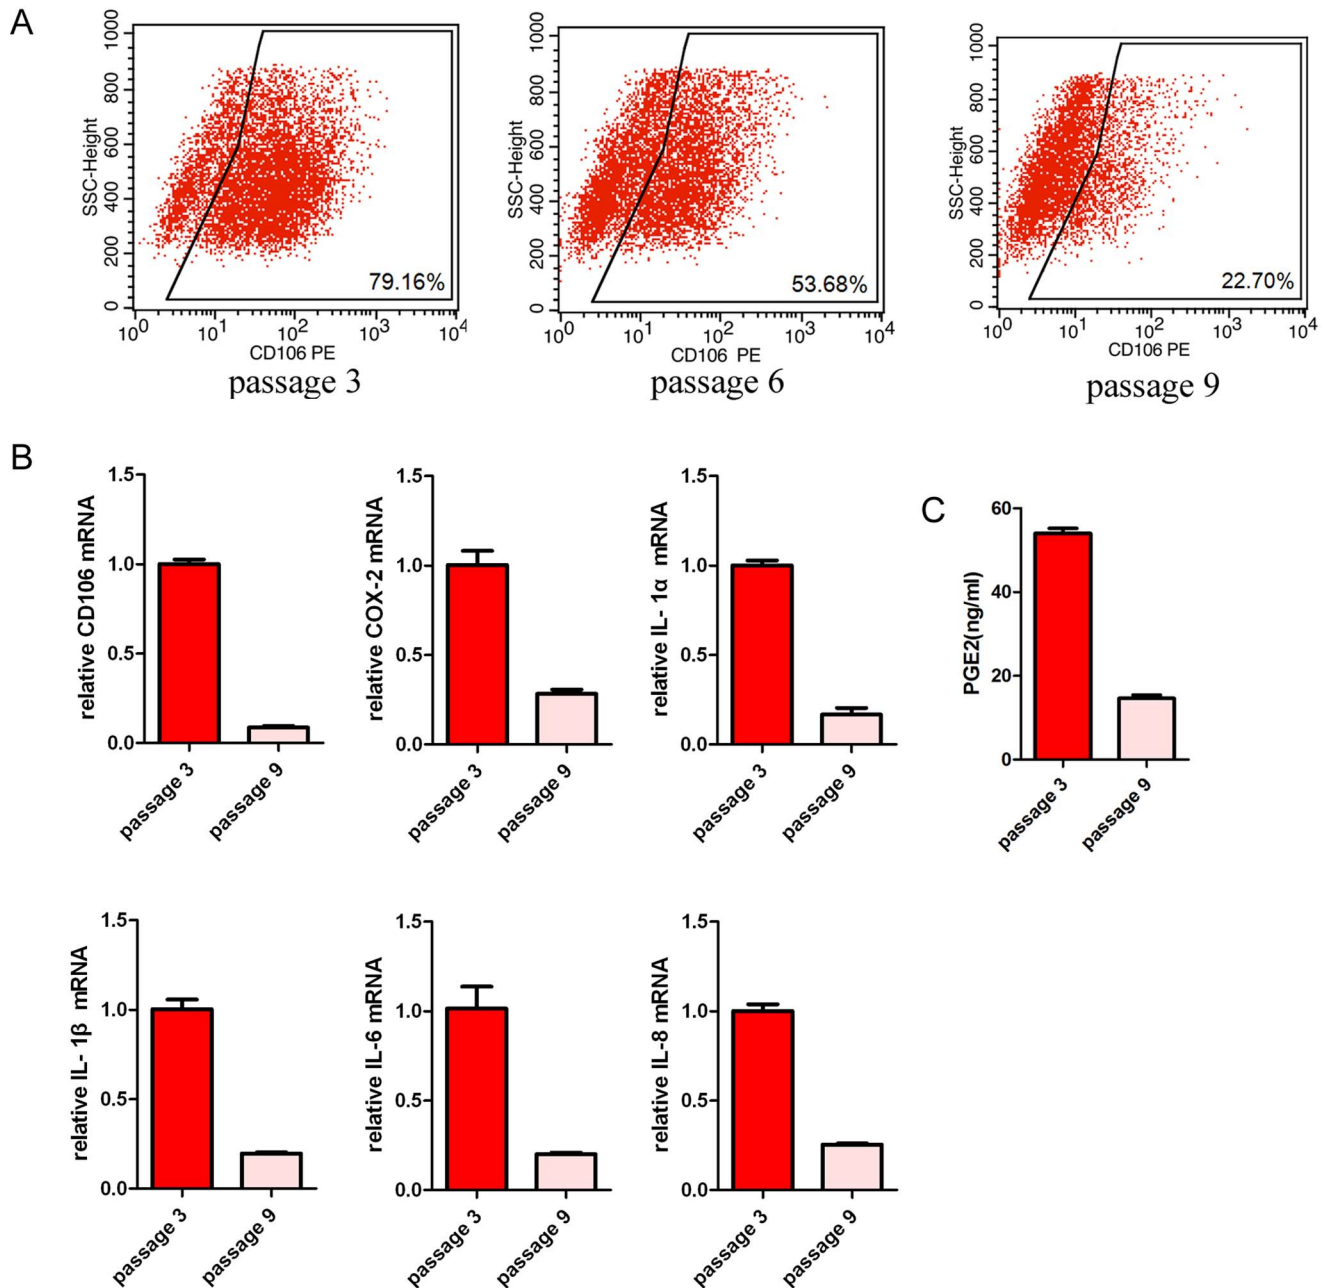 A
SSC-Height
0 200 400 600 800 1000
79.16%
10^0 10^1 10^2 10^3 10^4
CD106 PE
passage 3
SSC-Height
0 200 400 600 800 1000
53.68%
10^0 10^1 10^2 10^3 10^4
CD106 PE
passage 6
SSC-Height
0 200 400 600 800 1000
22.70%
10^0 10^1 10^2 10^3 10^4
CD106 PE
passage 9
B
relative CD106 mRNA
1.5
1.0
0.5
0.0
passage 3
passage 9
relative COX-2 mRNA
1.5
1.0
0.5
0.0
passage 3
passage 9
relative IL- 1α mRNA
1.5
1.0
0.5
0.0
passage 3
passage 9
C
PGE2(ng/ml)
60
40
20
0
passage 3
passage 9
relative IL- 1β mRNA
1.5
1.0
0.5
0.0
passage 3
passage 9
relative IL-6 mRNA
1.5
1.0
0.5
0.0
passage 3
passage 9
relative IL-8 mRNA
1.5
1.0
0.5
0.0
passage 3
passage 9